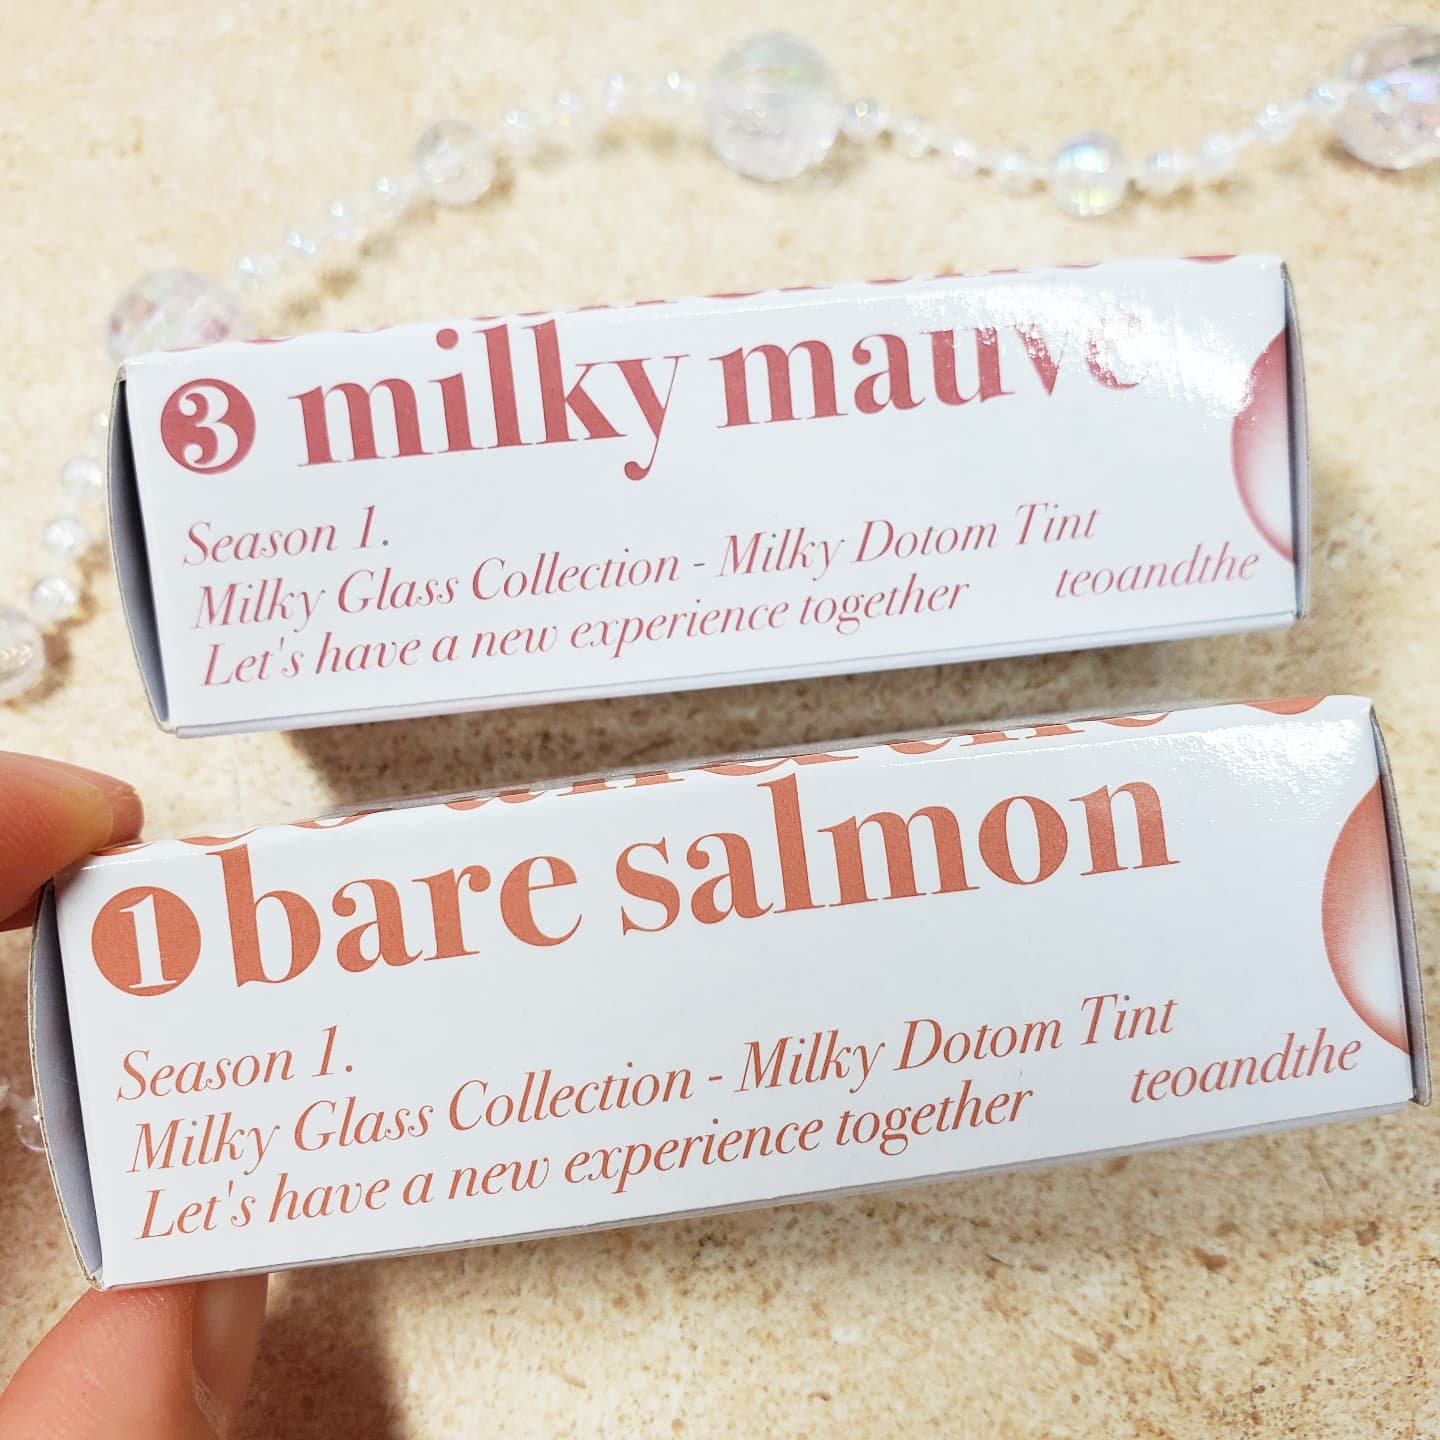 3 milky mauve
Season 1.
Milky Glass Collection - Milky Dotom Tint
Let's have a new experience together teoandthe
1 bare salmon
Season 1.
Milky Glass Collection - Milky Dotom Tint
Let's have a new experience together teoandthe